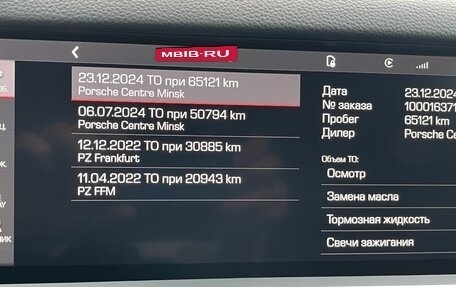 MBIB-RU
23.12.2024 ТО при 65121 km
Porsche Centre Minsk
06.07.2024 ТО при 50794 km
Porsche Centre Minsk
12.12.2022 ТО при 30885 km
PZ Frankfurt
11.04.2022 ТО при 20943 km
PZ FFM
Дата 23.12.2024
№ заказа 100016371
Пробег 65121 km
Дилер Porsche C
Объем ТО:
Осмотр
Замена масла
Тормозная жидкость
Свечи зажигания